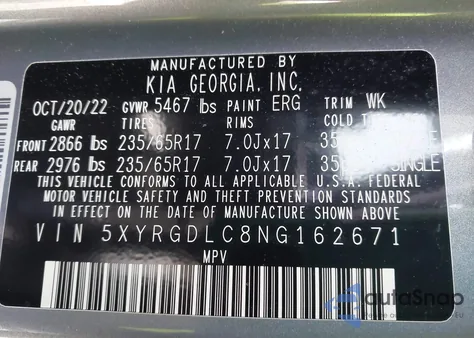 MANUFACTURED BY
KIA GEORGIA, INC.
OCT/20/22 GVWR 5467 lbs PAINT ERG TRIM WK
GAWR TIRES RIMS COLD
FRONT 2866 lbs 235/65R17 7.0Jx17 35
REAR 2976 lbs 235/65R17 7.0Jx17 35 SINGLE
THIS VEHICLE CONFORMS TO ALL APPLICABLE U.S.A. FEDERAL
MOTOR VEHICLE SAFETY AND THEFT PREVENTION STANDARDS
IN EFFECT ON THE DATE OF MANUFACTURE SHOWN ABOVE.
VIN 5XYRGDLC8NG162671
MPV
autoSnap